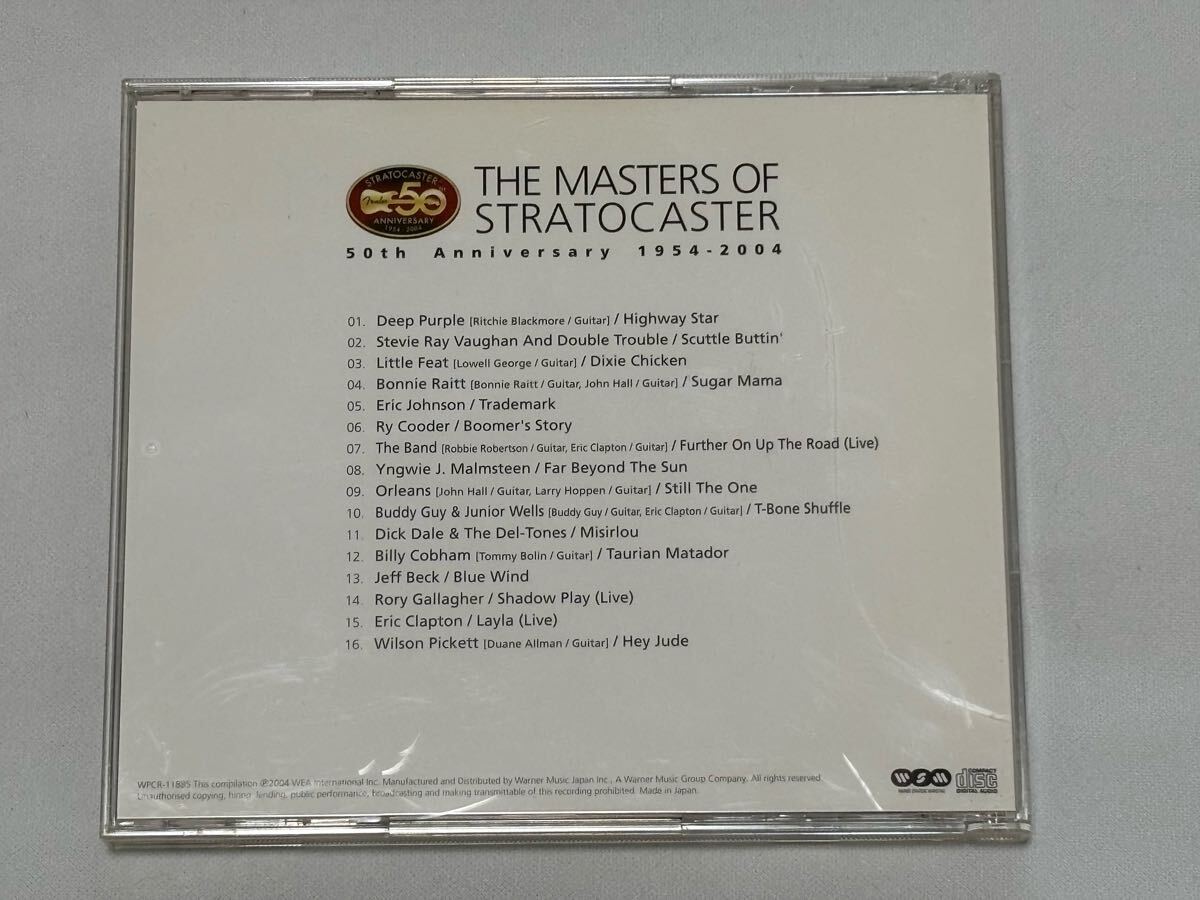 STRATOCASTER
Fender
50
ANNIVERSARY
1954 - 2004
THE MASTERS OF
STRATOCASTER
50th Anniversary 1954-2004
01. Deep Purple [Ritchie Blackmore / Guitar] / Highway Star
02. Stevie Ray Vaughan And Double Trouble / Scuttle Buttin'
03. Little Feat [Lowell George / Guitar] / Dixie Chicken
04. Bonnie Raitt [Bonnie Raitt / Guitar, John Hall / Guitar] / Sugar Mama
05. Eric Johnson / Trademark
06. Ry Cooder / Boomer's Story
07. The Band [Robbie Robertson / Guitar, Eric Clapton / Guitar] / Further On Up The Road (Live)
08. Yngwie J. Malmsteen / Far Beyond The Sun
09. Orleans [John Hall / Guitar, Larry Hoppen / Guitar] / Still The One
10. Buddy Guy & Junior Wells [Buddy Guy / Guitar, Eric Clapton / Guitar] / T-Bone Shuffle
11. Dick Dale & The Del-Tones / Misirlou
12. Billy Cobham [Tommy Bolin / Guitar] / Taurian Matador
13. Jeff Beck / Blue Wind
14. Rory Gallagher / Shadow Play (Live)
15. Eric Clapton / Layla (Live)
16. Wilson Pickett [Duane Allman / Guitar] / Hey Jude
WPCR-11885 This compilation ℗2004 WEA International Inc. Manufactured and Distributed by Warner Music Japan Inc., A Warner Music Group Company. All rights reserved.
Unauthorised copying, hiring, lending, public performance, broadcasting and making transmittable of this recording prohibited. Made in Japan.
WSM
COMPACT
disc
DIGITAL AUDIO